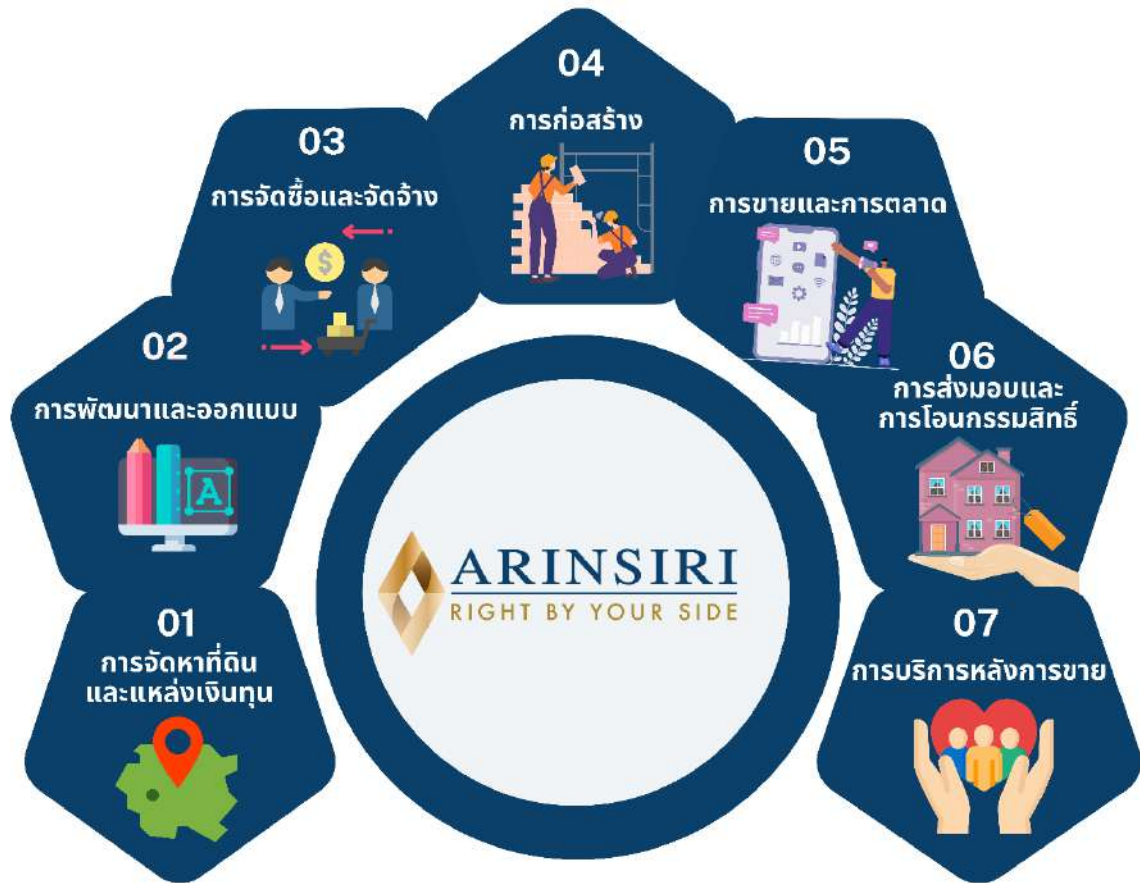 01
การจัดหาที่ดิน
และแหล่งเงินทุน
02
การพัฒนาและออกแบบ
A
03
การจัดซื้อและจัดจ้าง
$
04
การก่อสร้าง
05
การขายและการตลาด
06
การส่งมอบและ
การโอนกรรมสิทธิ์
07
การบริการหลังการขาย
ARINSIRI
RIGHT BY YOUR SIDE